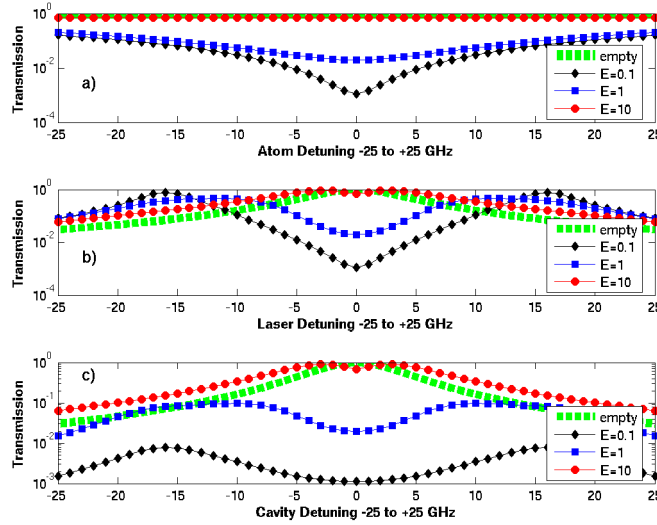 10^0
10^-2
10^-4
Transmission
a)
empty
E=0.1
E=1
E=10
-25 -20 -15 -10 -5 0 5 10 15 20 25
Atom Detuning -25 to +25 GHz
10^0
10^-2
10^-4
Transmission
b)
empty
E=0.1
E=1
E=10
-25 -20 -15 -10 -5 0 5 10 15 20 25
Laser Detuning -25 to +25 GHz
10^0
10^-1
10^-2
10^-3
Transmission
c)
empty
E=0.1
E=1
E=10
-25 -20 -15 -10 -5 0 5 10 15 20 25
Cavity Detuning -25 to +25 GHz